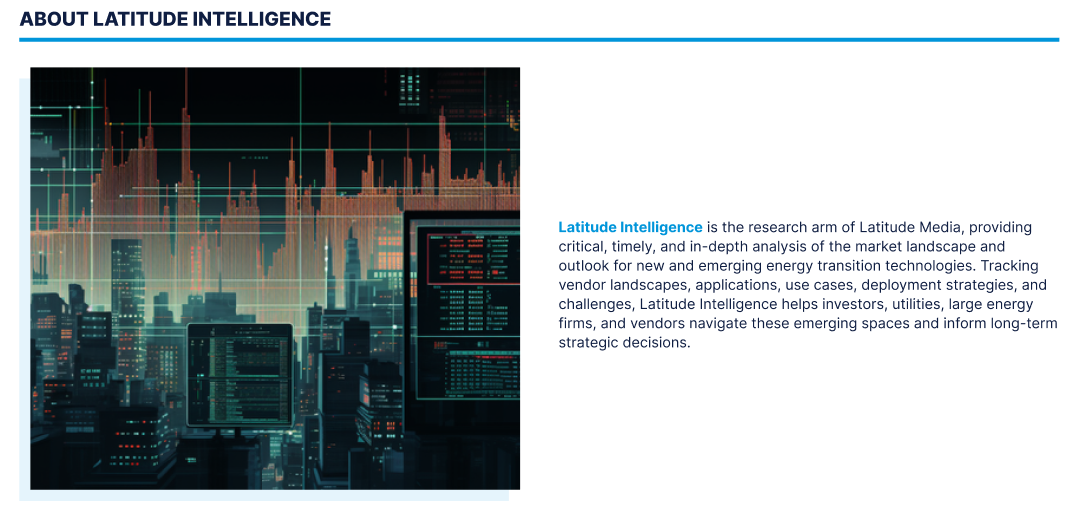 ABOUT LATITUDE INTELLIGENCE
Latitude Intelligence is the research arm of Latitude Media, providing
critical, timely, and in-depth analysis of the market landscape and
outlook for new and emerging energy transition technologies. Tracking
vendor landscapes, applications, use cases, deployment strategies, and
challenges, Latitude Intelligence helps investors, utilities, large energy
firms, and vendors navigate these emerging spaces and inform long-term
strategic decisions.